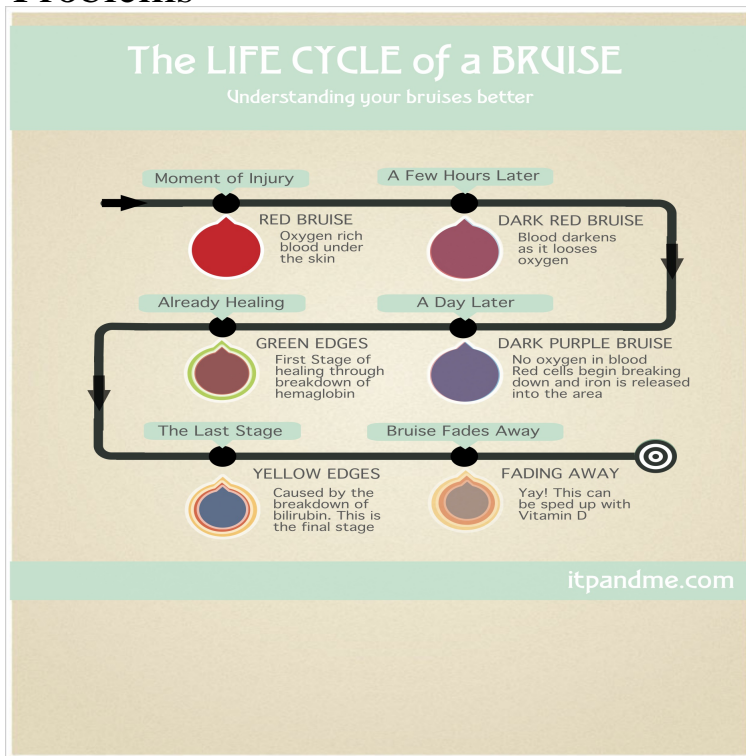 Problems
The LIFE CYCLE of a BRUISE
Understanding your bruises better
Moment of Injury
RED BRUISE
Oxygen rich
blood under
the skin
A Few Hours Later
DARK RED BRUISE
Blood darkens
as it looses
oxygen
A Day Later
DARK PURPLE BRUISE
No oxygen in blood
Red cells begin breaking
down and iron is released
into the area
Already Healing
GREEN EDGES
First Stage of
healing through
breakdown of
hemaglobin
The Last Stage
YELLOW EDGES
Caused by the
breakdown of
bilirubin. This is
the final stage
Bruise Fades Away
FADING AWAY
Yay! This can
be sped up with
Vitamin D
itpandme.com